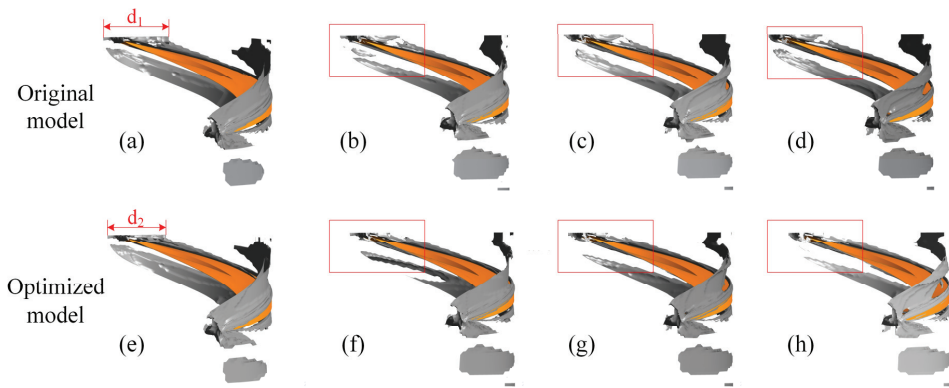 d₁
Original
model
(a)
(b)
(c)
(d)
d₂
Optimized
model
(e)
(f)
(g)
(h)